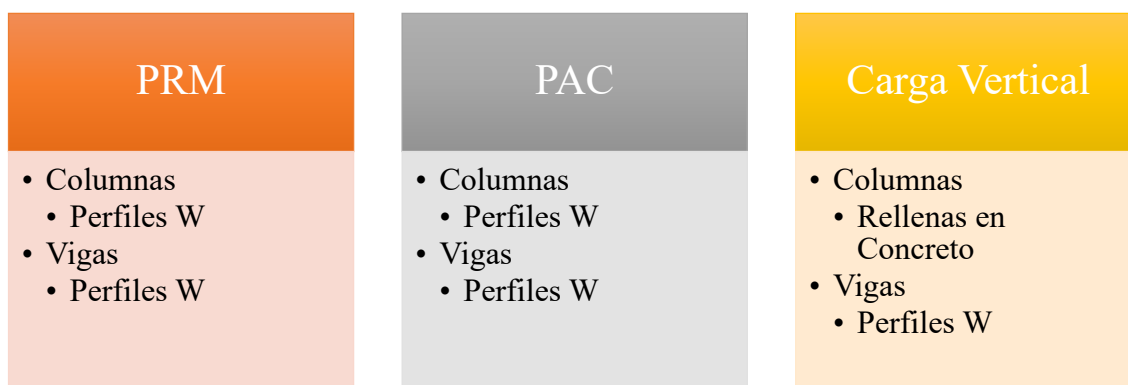 PRM
• Columnas
• Perfiles W
• Vigas
• Perfiles W
PAC
• Columnas
• Perfiles W
• Vigas
• Perfiles W
Carga Vertical
• Columnas
• Rellenas en
Concreto
• Vigas
• Perfiles W